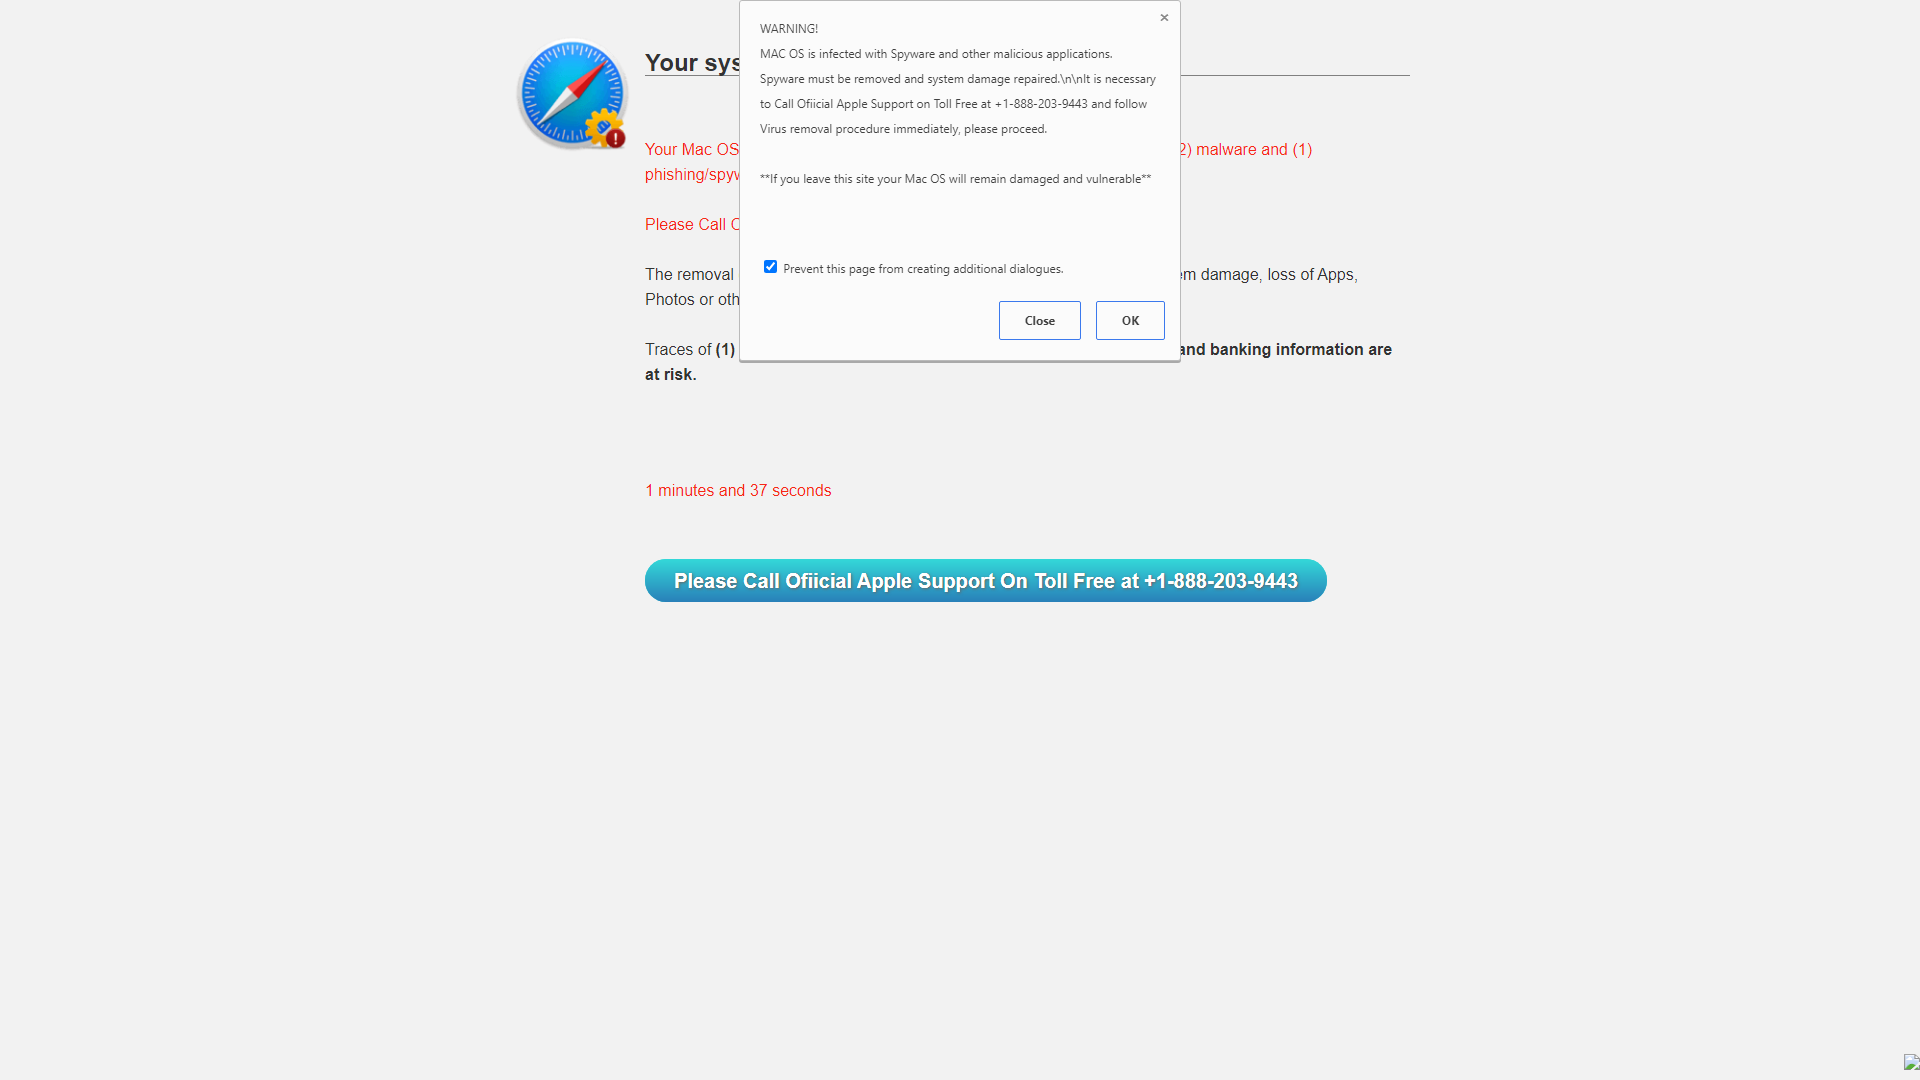 WARNING!
MAC OS is infected with Spyware and other malicious applications.
Spyware must be removed and system damage repaired.\n\nIt is necessary
to Call Ofiicial Apple Support on Toll Free at +1-888-203-9443 and follow
Virus removal procedure immediately, please proceed.
**If you leave this site your Mac OS will remain damaged and vulnerable**
Prevent this page from creating additional dialogues.
Close OK
Your sys
Your Mac OS 2) malware and (1)
phishing/spyw
Please Call O
The removal em damage, loss of Apps,
Photos or oth
Traces of (1) and banking information are
at risk.
1 minutes and 37 seconds
Please Call Ofiicial Apple Support On Toll Free at +1-888-203-9443